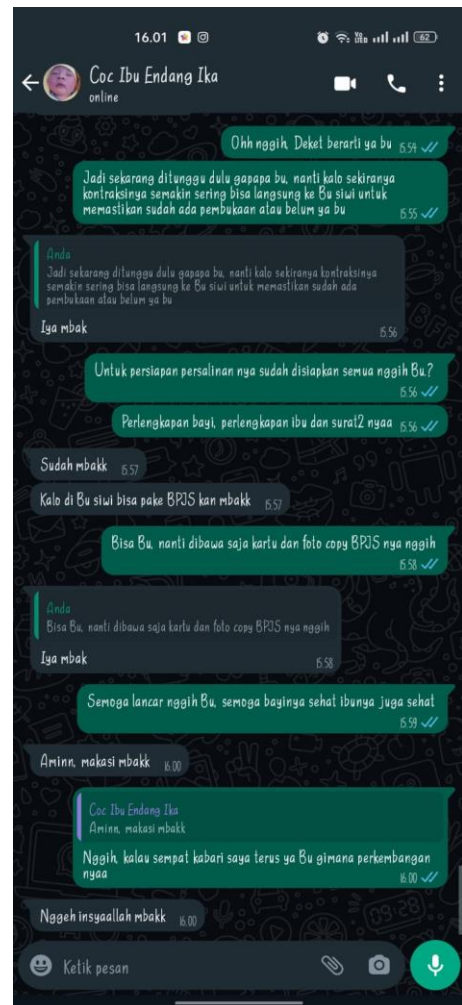 16.01
62
Coc Ibu Endang Ika
online
Ohh nggih, Deket berarti ya bu 15.54
Jadi sekarang ditunggu dulu gapapa bu, nanti kalo sekiranya
kontraksinya semakin sering bisa langsung ke Bu siwi untuk
memastikan sudah ada pembukaan atau belum ya bu
15.55
Anda
Jadi sekarang ditunggu dulu gapapa bu, nanti kalo sekiranya kontraksinya
semakin sering bisa langsung ke Bu siwi untuk memastikan sudah ada
pembukaan atau belum ya bu
Iya mbak
15.56
Untuk persiapan persalinan nya sudah disiapkan semua nggih Bu.?
15.56
Perlengkapan bayi, perlengkapan ibu dan surat2 nyaa 15.56
Sudah mbakk 15.57
Kalo di Bu siwi bisa pake BPJS kan mbakk 15.57
Bisa Bu, nanti dibawa saja kartu dan foto copy BPJS nya nggih
15.58
Anda
Bisa Bu, nanti dibawa saja kartu dan foto copy BPJS nya nggih
Iya mbak
15.58
Semoga lancar nggih Bu, semoga bayinya sehat ibunya juga sehat
15.59
Aminn, makasi mbakk 16.00
Coc Ibu Endang Ika
Aminn, makasi mbakk
Nggih, kalau sempat kabari saya terus ya Bu gimana perkembangan
nyaa
16.00
Nggeh insyaallah mbakk 16.00
Ketik pesan